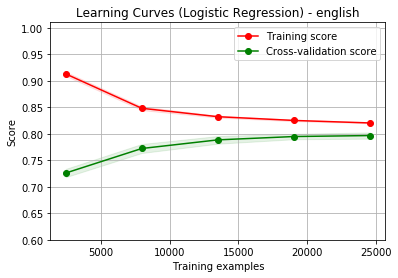 Learning Curves (Logistic Regression) - english
1.00
0.95
0.90
0.85
0.80
0.75
0.70
0.65
0.60
Score
Training score
Cross-validation score
5000 10000 15000 20000 25000
Training examples